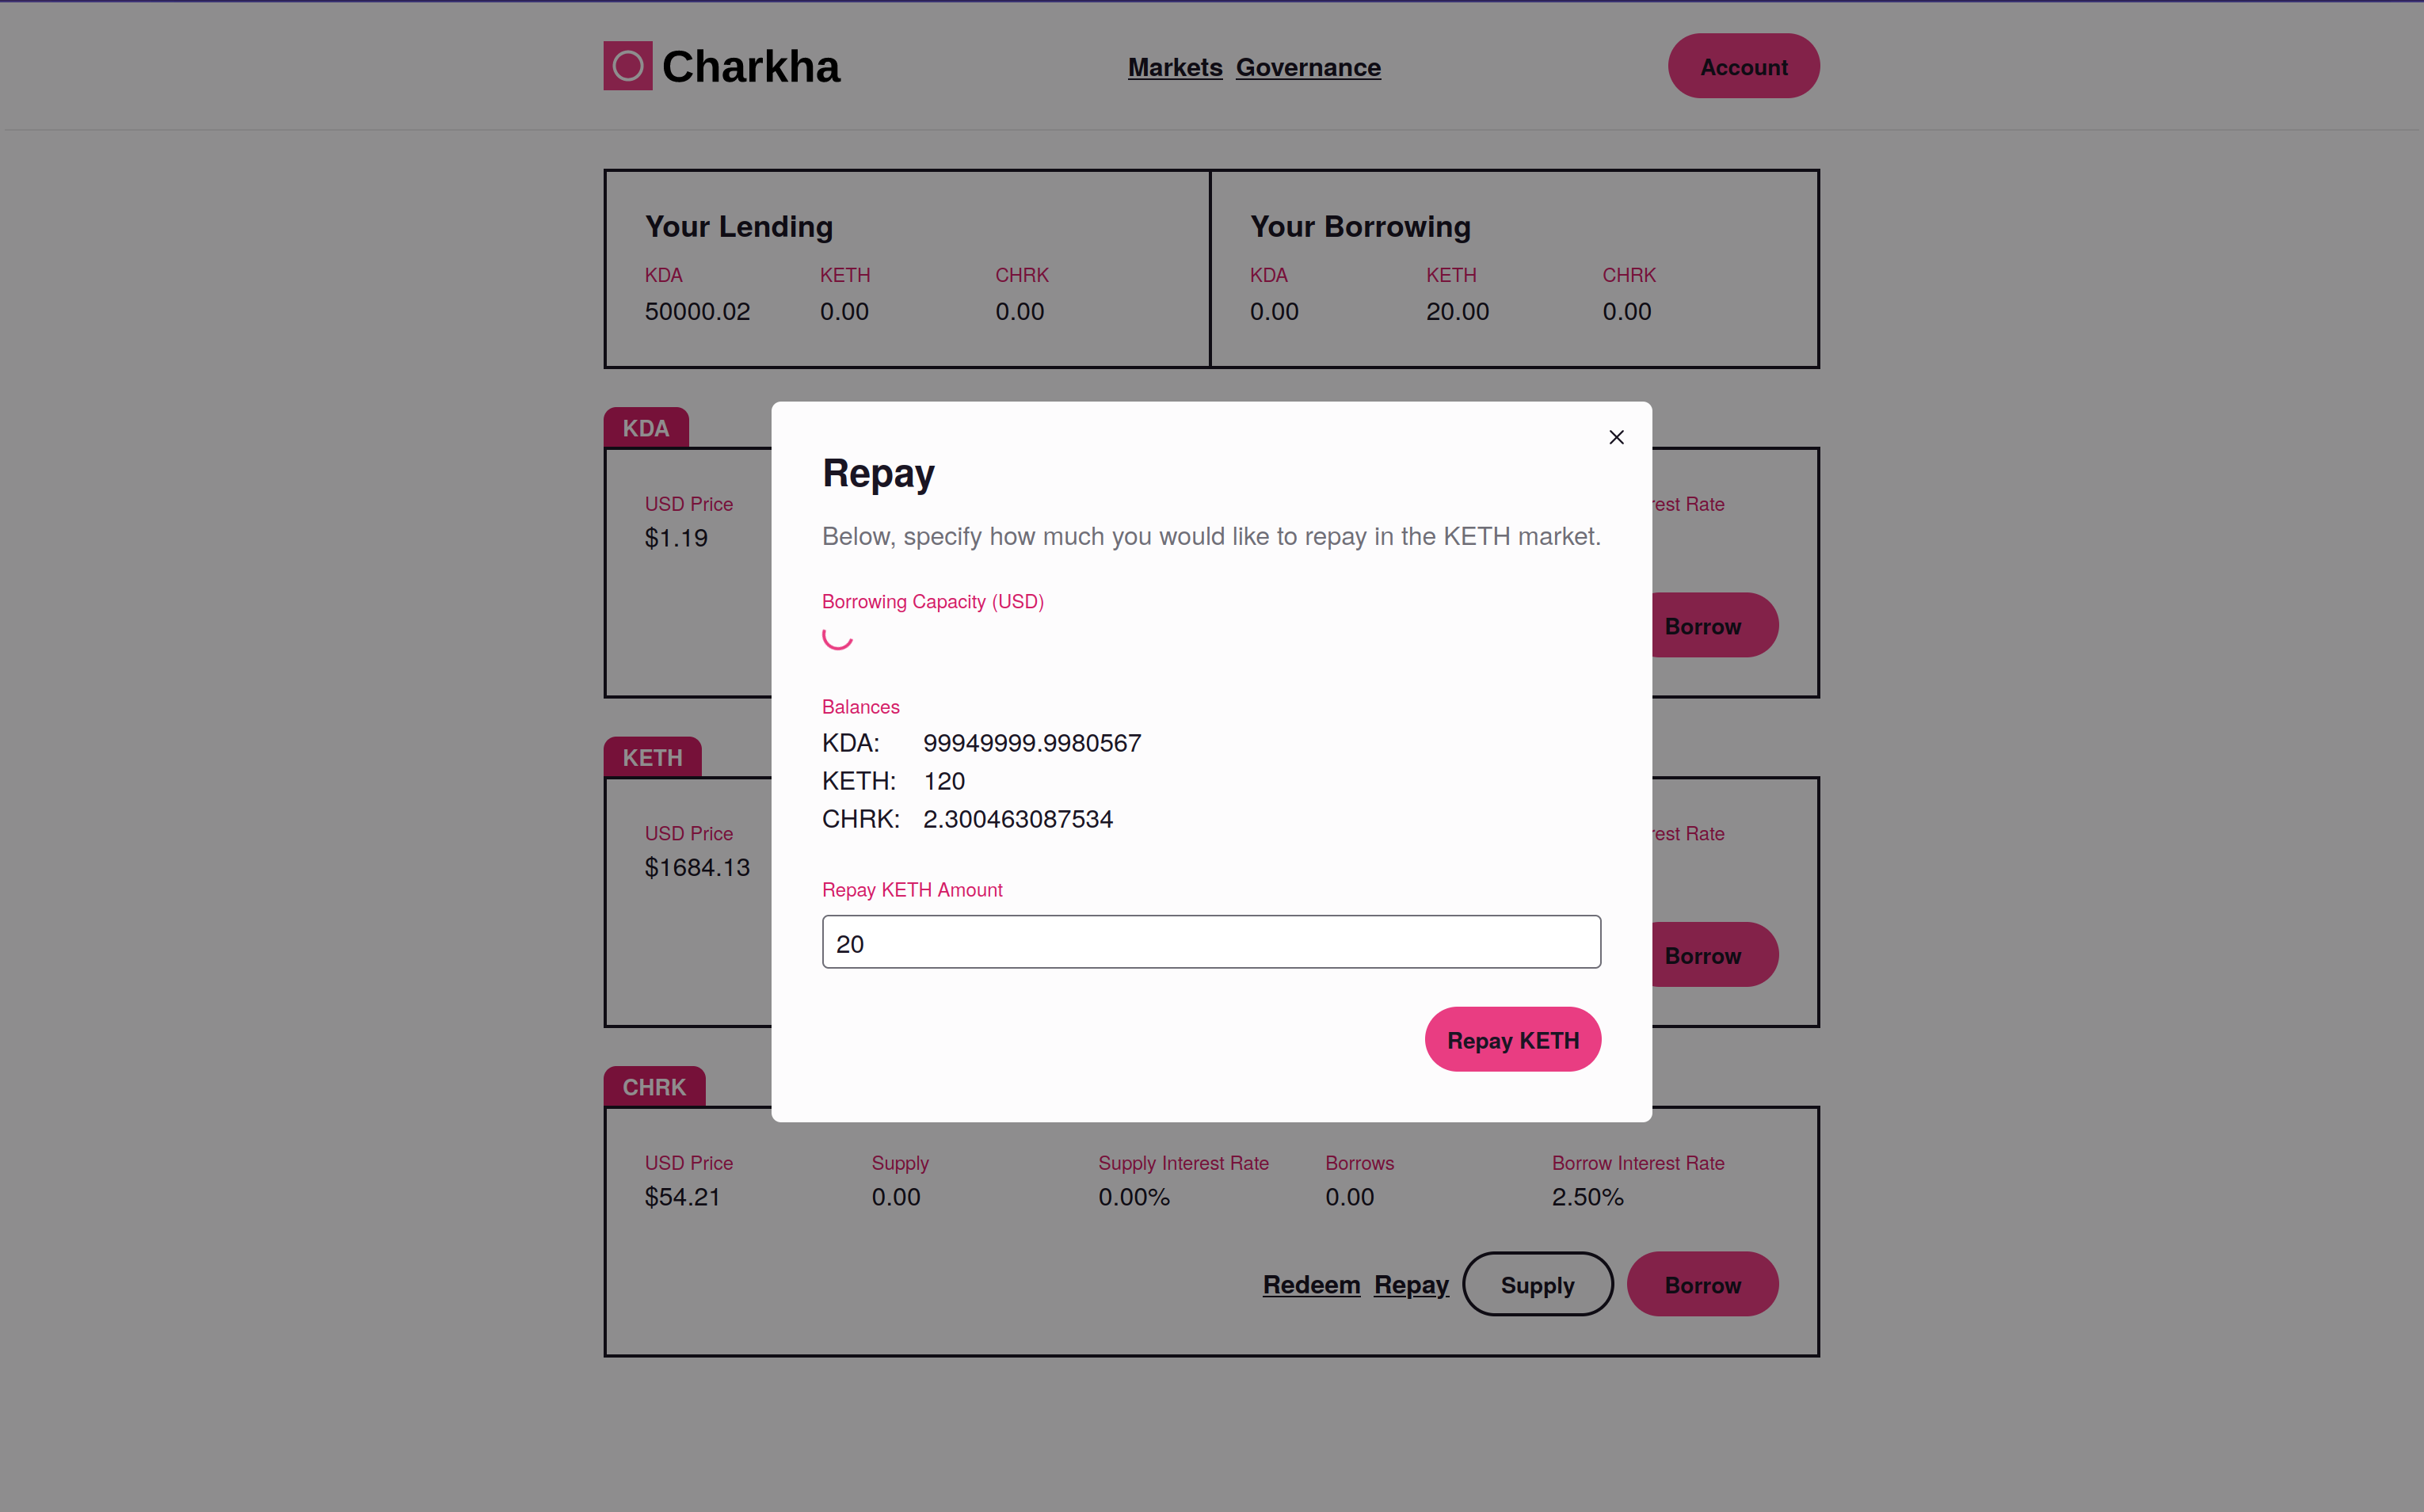 Charkha
Markets Governance
Account
Your Lending
KDA KETH CHRK
50000.02 0.00 0.00
Your Borrowing
KDA KETH CHRK
0.00 20.00 0.00
KDA
USD Price
$1.19
rest Rate
Borrow
KETH
USD Price
$1684.13
rest Rate
Borrow
Repay
Below, specify how much you would like to repay in the KETH market.
Borrowing Capacity (USD)
Balances
KDA: 99949999.9980567
KETH: 120
CHRK: 2.300463087534
Repay KETH Amount
20
Repay KETH
CHRK
USD Price Supply Supply Interest Rate Borrows Borrow Interest Rate
$54.21 0.00 0.00% 0.00 2.50%
Redeem Repay Supply Borrow